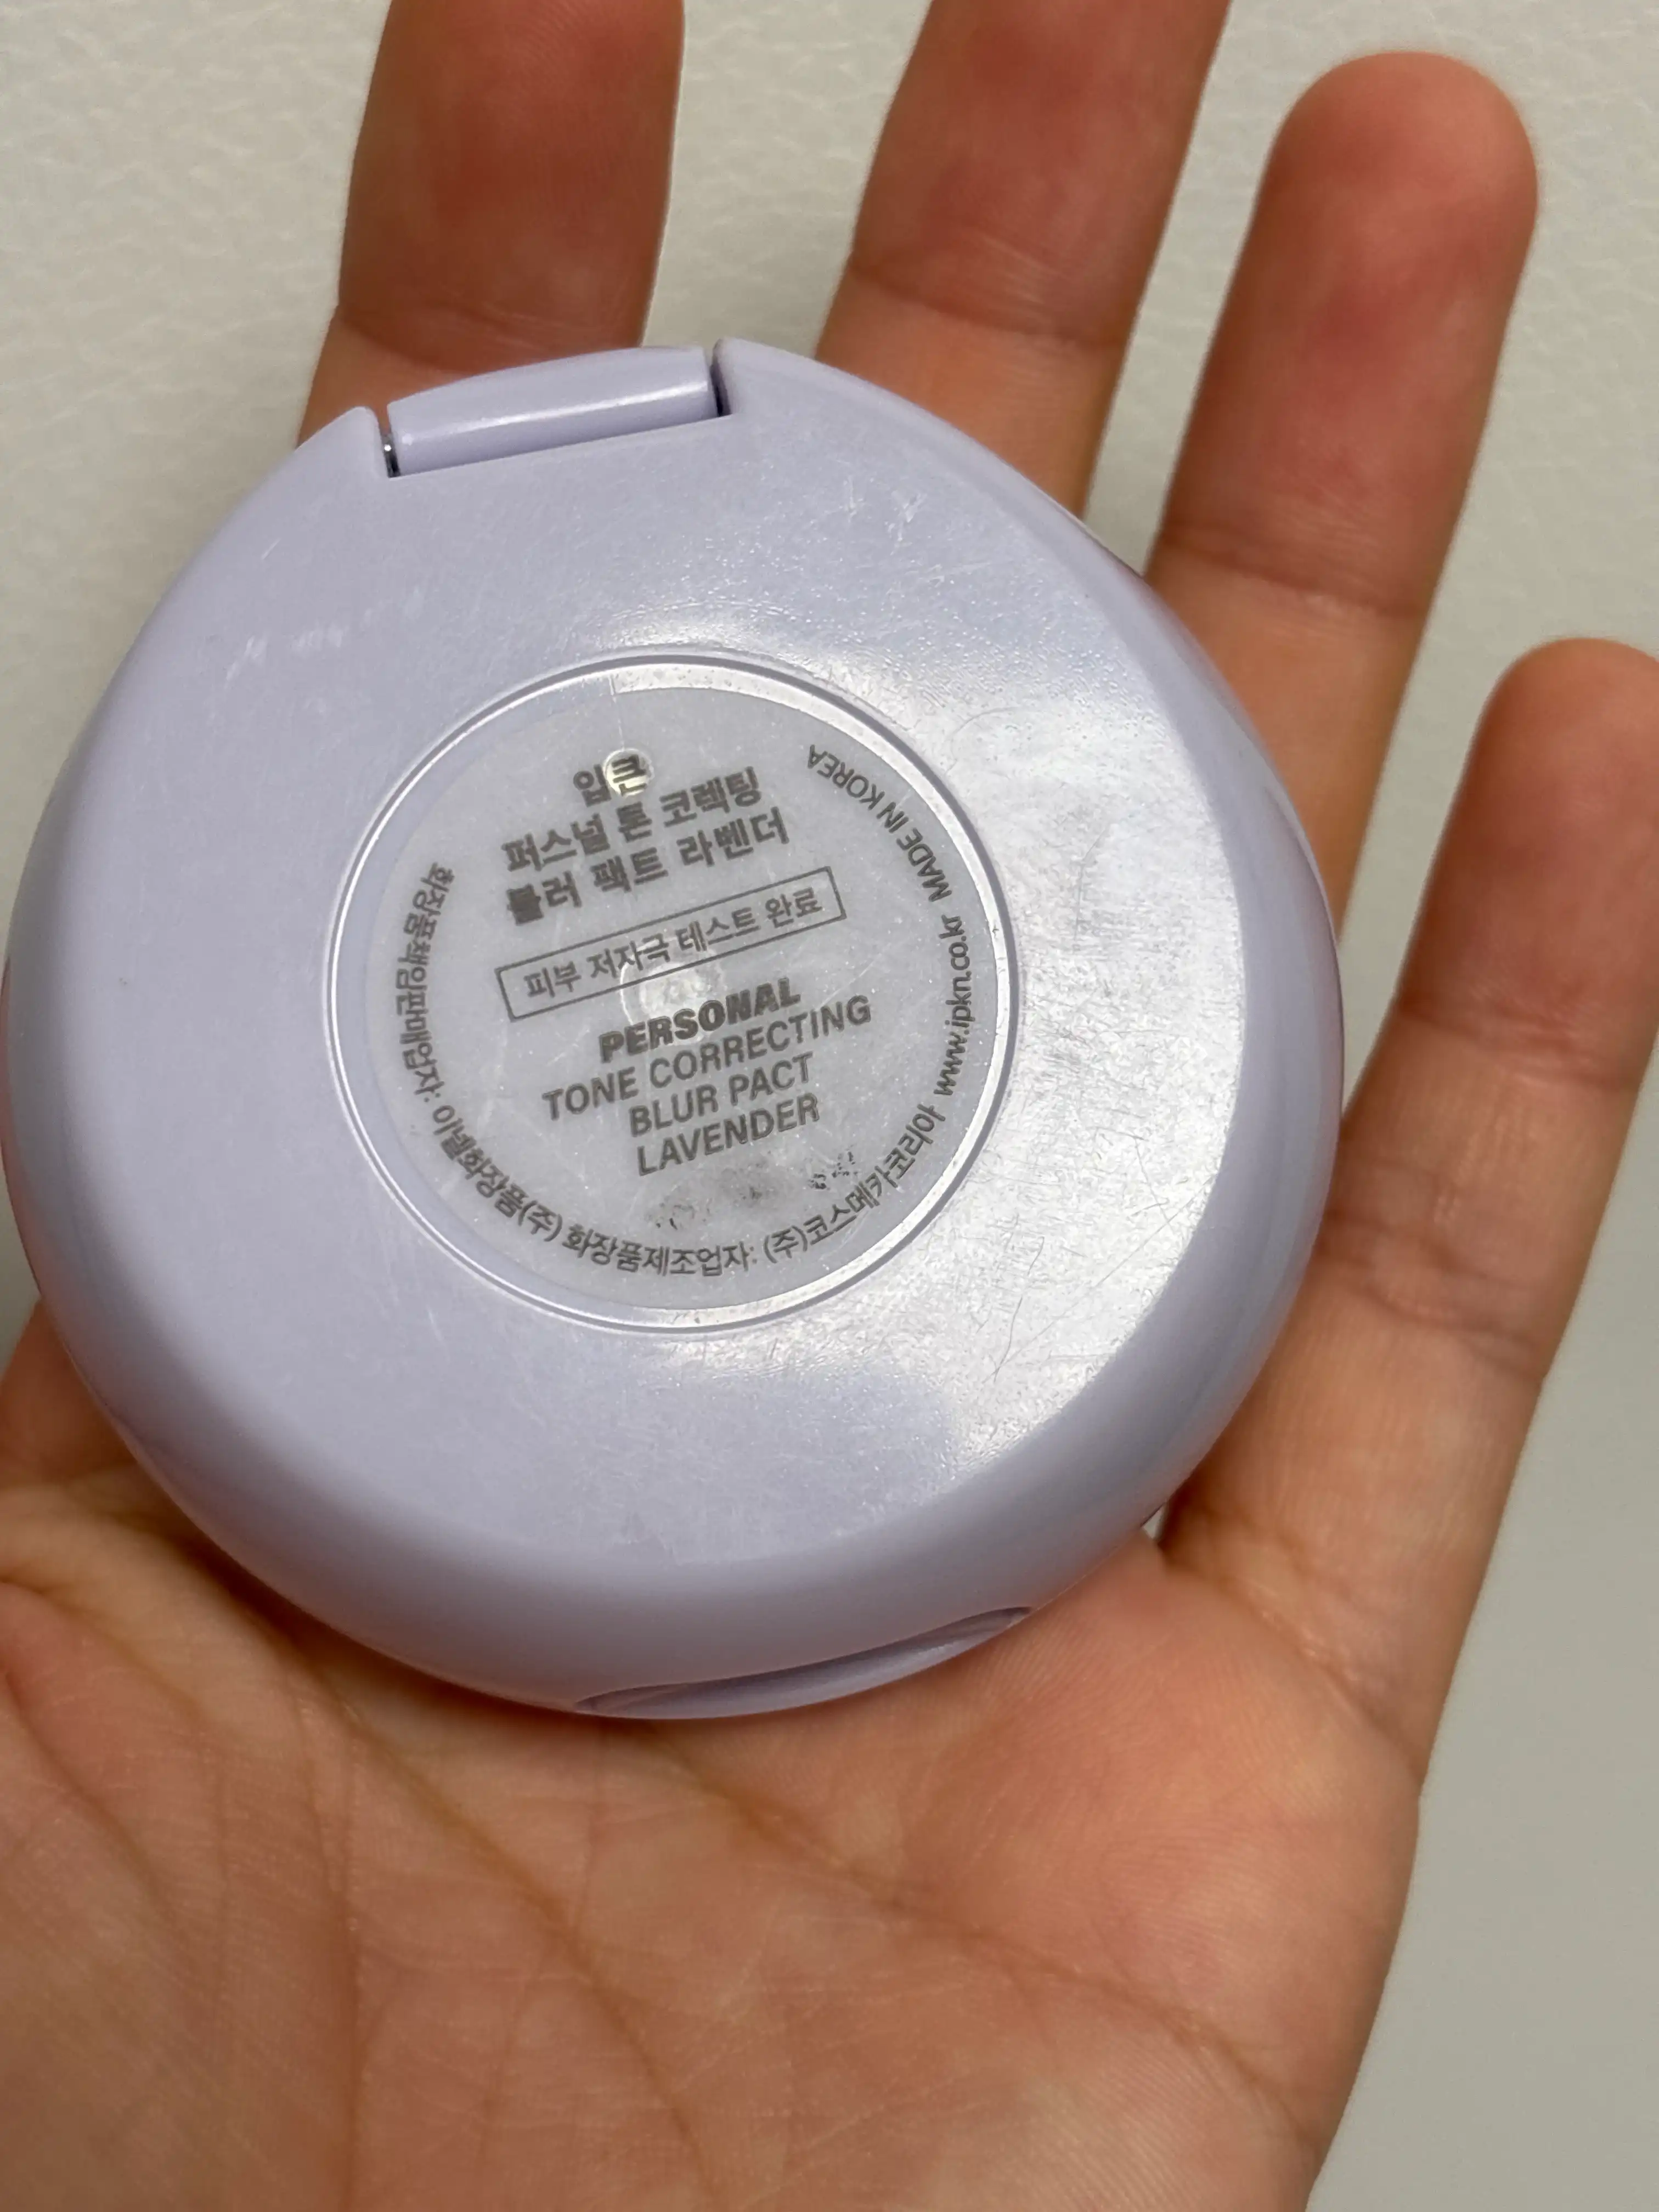 입큰
퍼스널 톤 코렉팅
블러 팩트 라벤더
피부 저자극 테스트 완료
PERSONAL
TONE CORRECTING
BLUR PACT
LAVENDER
화장품책임판매업자: 이넬화장품(주) 화장품제조업자: (주)코스메카코리아 www.ipkn.co.kr MADE IN KOREA